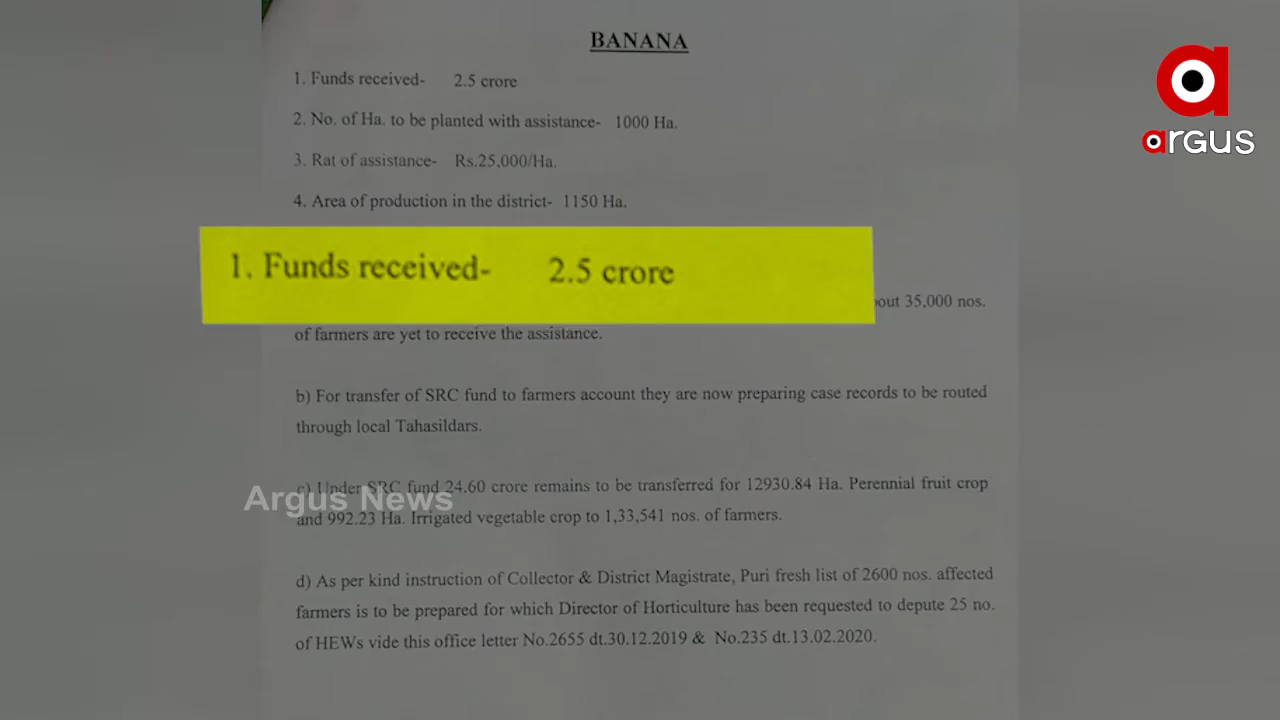 BANANA
1. Funds received- 2.5 crore
2. No. of Ha. to be planted with assistance- 1000 Ha.
3. Rat of assistance- Rs.25,000/Ha.
4. Area of production in the district- 1150 Ha.
1. Funds received- 2.5 crore
35,000 nos.
of farmers are yet to receive the assistance.
b) For transfer of SRC fund to farmers account they are now preparing case records to be routed
through local Tahasildars.
c) Under SRC fund 24.60 crore remains to be transferred for 12930.84 Ha. Perennial fruit crop
and 992.23 Ha. Irrigated vegetable crop to 1,33,541 nos. of farmers.
d) As per kind instruction of Collector & District Magistrate, Puri fresh list of 2600 nos. affected
farmers is to be prepared for which Director of Horticulture has been requested to depute 25 no.
of HEWs vide this office letter No.2655 dt.30.12.2019 & No.235 dt.13.02.2020.
Argus News
argus